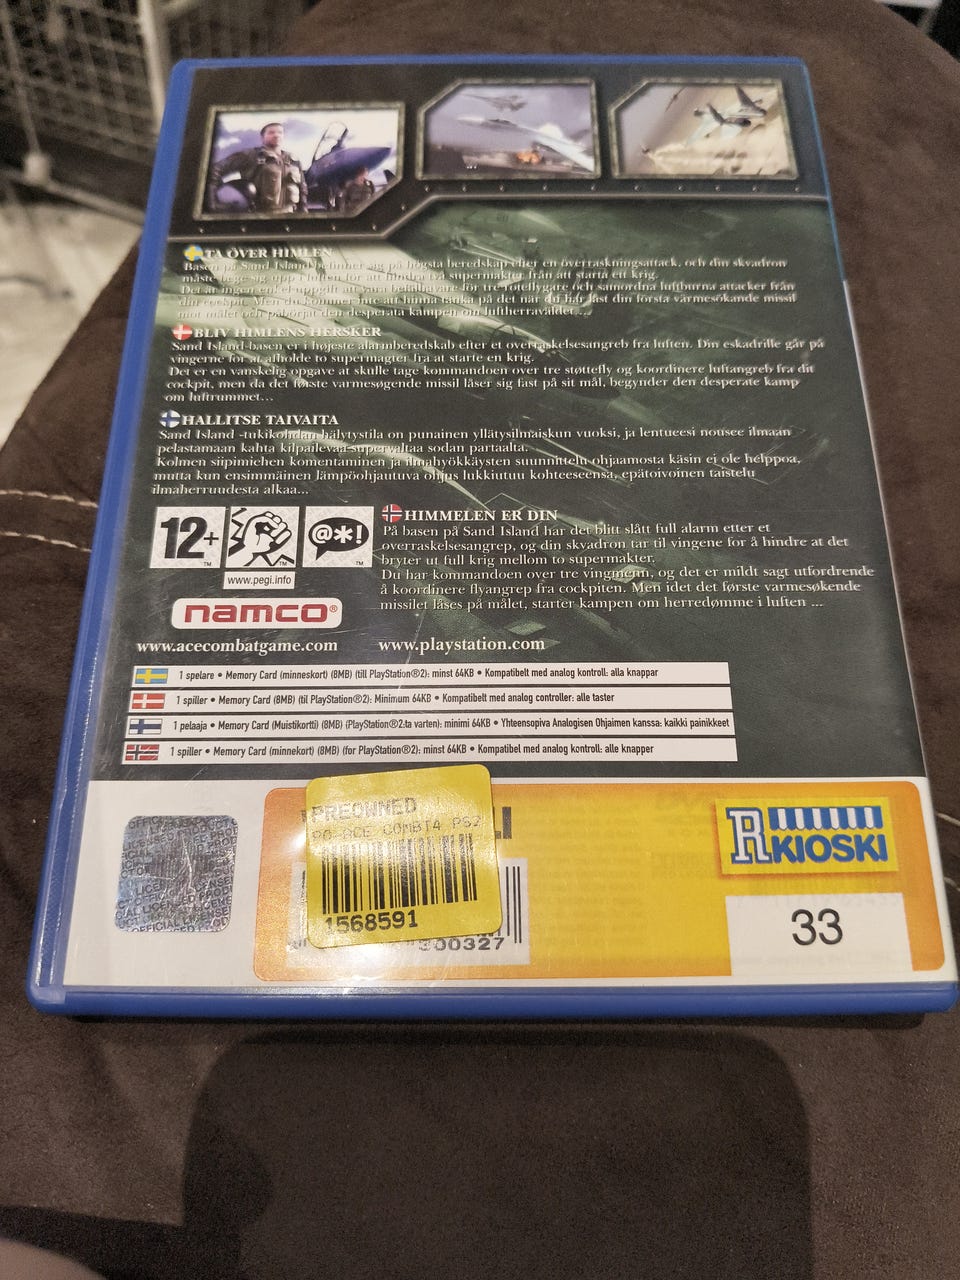 TA ÖVER HIMLEN
Basen på Sand Island befinner sig på högsta beredskap efter en överraskningsattack, och din skvadron
måste bege sig upp i luften för att hindra två supermakter från att starta ett krig.
Det är ingen enkel uppgift att vara befälhavare för tre jaktflygare och samordna luftburna attacker från
din cockpit. Men du kommer inte att hinna tänka på det när du har låst din första värmesökande missil
mot målet och påbörjat den desperata kampen om luftherraväldet...
BLIV HIMLENS HERSKER
Sand Island-basen er i højeste alarmberedskab efter et overraskelsesangreb fra luften. Din eskadrille går på
vingerne for at afholde to supermagter fra at starte en krig.
Det er en vanskelig opgave at skulle tage kommandoen over tre støttefly og koordinere luftangreb fra dit
cockpit, men da det første varmesøgende missil låser sig fast på sit mål, begynder den desperate kamp
om luftrummet...
HALLITSE TAIVAITA
Sand Island -tukikohdan hälytystila on punainen yllätysilmaiskun vuoksi, ja lentueesi nousee ilmaan
pelastamaan kahta kilpailevaa supervaltaa sodan partaalta.
Kolmen siipimiehen komentaminen ja ilmahyökkäysten suunnittelu ohjaamosta käsin ei ole helppoa,
mutta kun ensimmäinen lämpöohjautuva ohjus lukkiutuu kohteeseensa, epätoivoinen taistelu
ilmaherruudesta alkaa...
HIMMELEN ER DIN
På basen på Sand Island har det blitt slått full alarm etter et
overraskelsesangrep, og din skvadron tar til vingene for å hindre at det
bryter ut full krig mellom to supermakter.
Du har kommandoen over tre vingmenn, og det er mildt sagt utfordrende
å koordinere flyangrep fra cockpiten. Men idet det første varmesøkende
missilet låses på målet, starter kampen om herredømme i luften ...
12+
TM
TM
@*!
TM
www.pegi.info
namco®
www.acecombatgame.com
www.playstation.com
1 spelare • Memory Card (minneskort) (8MB) (till PlayStation®2): minst 64KB • Kompatibelt med analog kontroll: alla knappar
1 spiller • Memory Card (8MB) (til PlayStation®2): Minimum 64KB • Kompatibelt med analog controller: alle taster
1 pelaaja • Memory Card (Muistikortti) (8MB) (PlayStation®2:ta varten): minimi 64KB • Yhteensopiva Analogisen Ohjaimen kanssa: kaikki painikkeet
1 spiller • Memory Card (minnekort) (8MB) (for PlayStation®2): minst 64KB • Kompatibel med analog kontroll: alle knapper
PREOWNED
PO ACE COMBT4 PS2
1568591
300327
R
KIOSKI
33